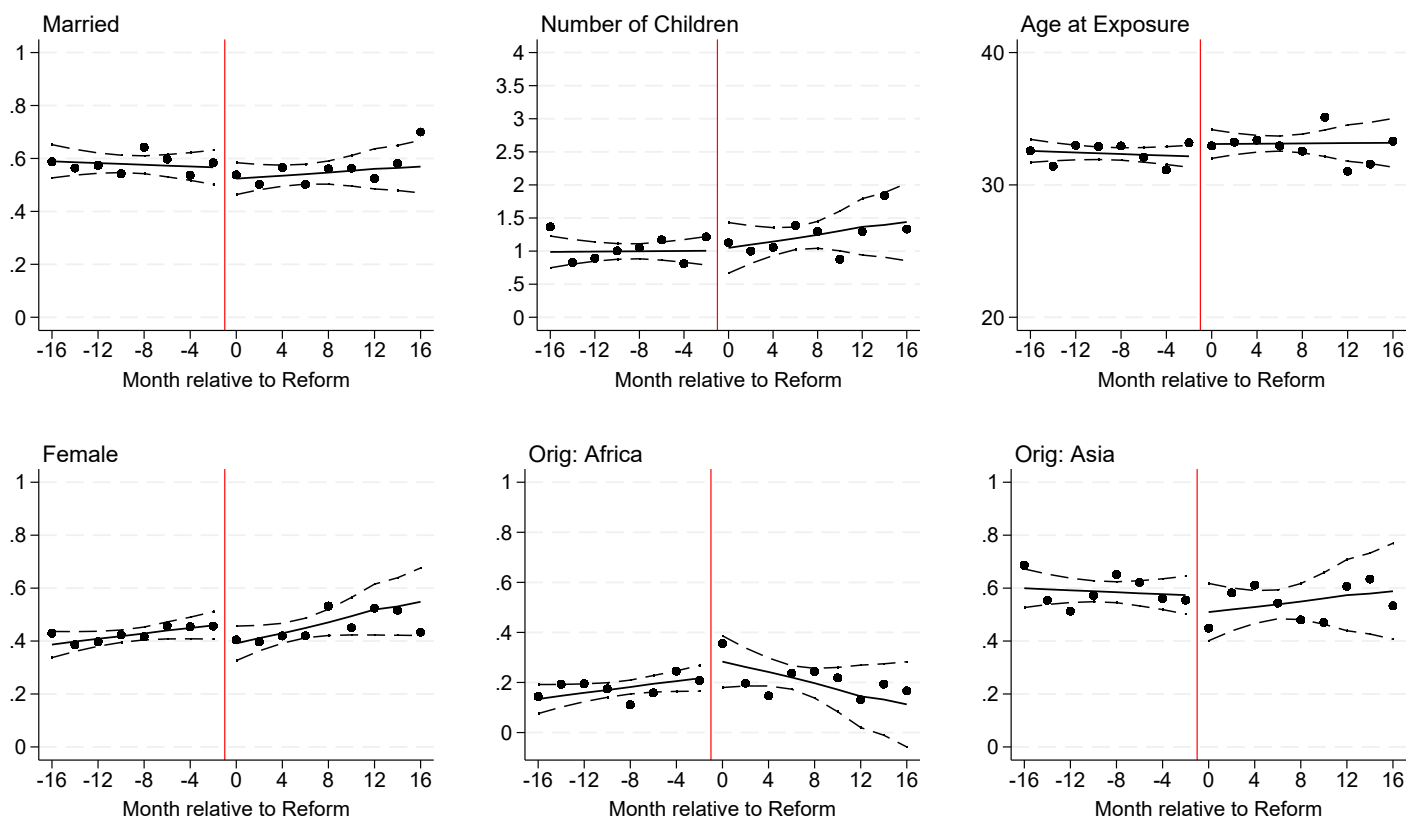 Married
1
.8
.6
.4
.2
0
-16 -12 -8 -4 0 4 8 12 16
Month relative to Reform
Number of Children
4
3.5
3
2.5
2
1.5
1
.5
0
-16 -12 -8 -4 0 4 8 12 16
Month relative to Reform
Age at Exposure
40
30
20
-16 -12 -8 -4 0 4 8 12 16
Month relative to Reform
Female
1
.8
.6
.4
.2
0
-16 -12 -8 -4 0 4 8 12 16
Month relative to Reform
Orig: Africa
1
.8
.6
.4
.2
0
-16 -12 -8 -4 0 4 8 12 16
Month relative to Reform
Orig: Asia
1
.8
.6
.4
.2
0
-16 -12 -8 -4 0 4 8 12 16
Month relative to Reform